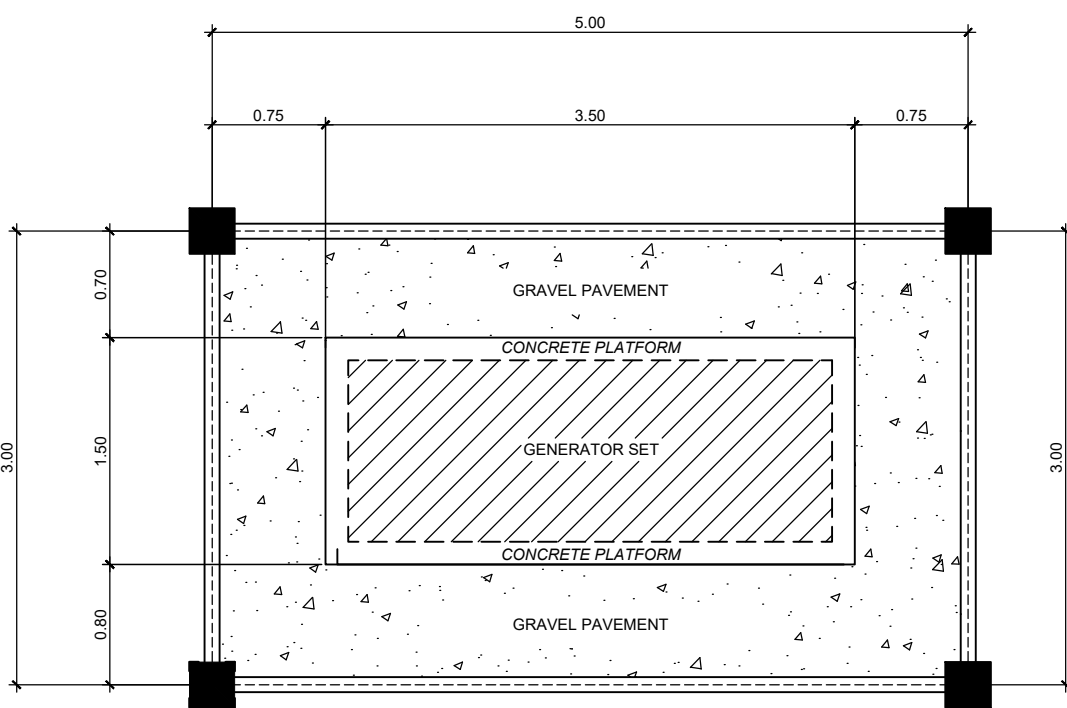 5.00
0.75
3.50
0.75
0.70
GRAVEL PAVEMENT
CONCRETE PLATFORM
3.00
1.50
GENERATOR SET
3.00
CONCRETE PLATFORM
0.80
GRAVEL PAVEMENT